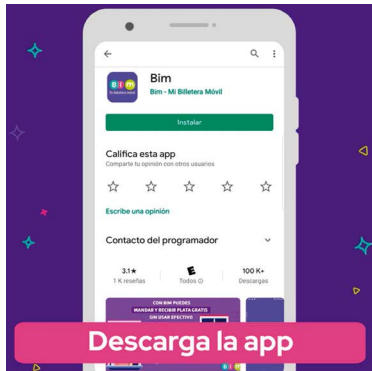 Bim
Bim - Mi Billetera Móvil
Instalar
Califica esta app
Comparte tu opinión con otros usuarios
Escribe una opinión
Contacto del programador
3.1★
1 K reseñas
E
Todos
100 K+
Descargas
CON BIM PUEDES
MANDAR Y RECIBIR PLATA GRATIS
SIN USAR EFECTIVO
Descarga la app
bim